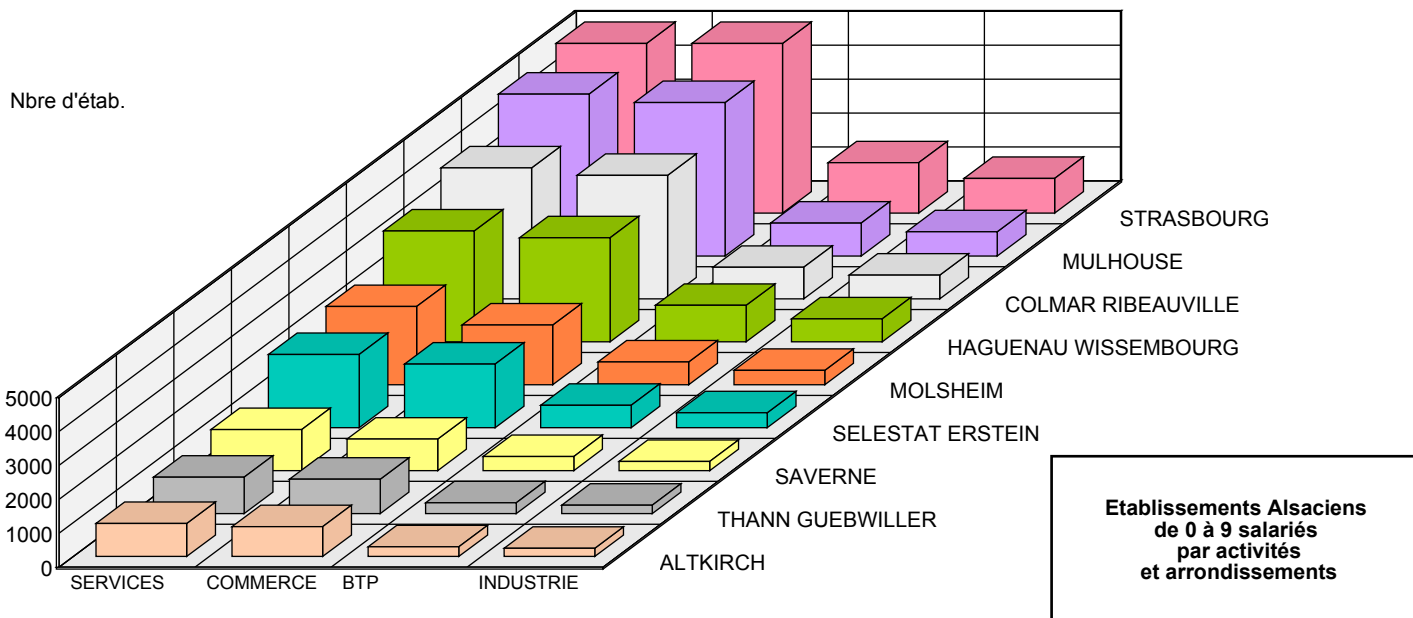 Nbre d'étab.
STRASBOURG
MULHOUSE
COLMAR RIBEAUVILLE
HAGUENAU WISSEMBOURG
MOLSHEIM
SELESTAT ERSTEIN
SAVERNE
THANN GUEBWILLER
ALTKIRCH
5000
4000
3000
2000
1000
0
SERVICES COMMERCE BTP INDUSTRIE
Etablissements Alsaciens
de 0 à 9 salariés
par activités
et arrondissements